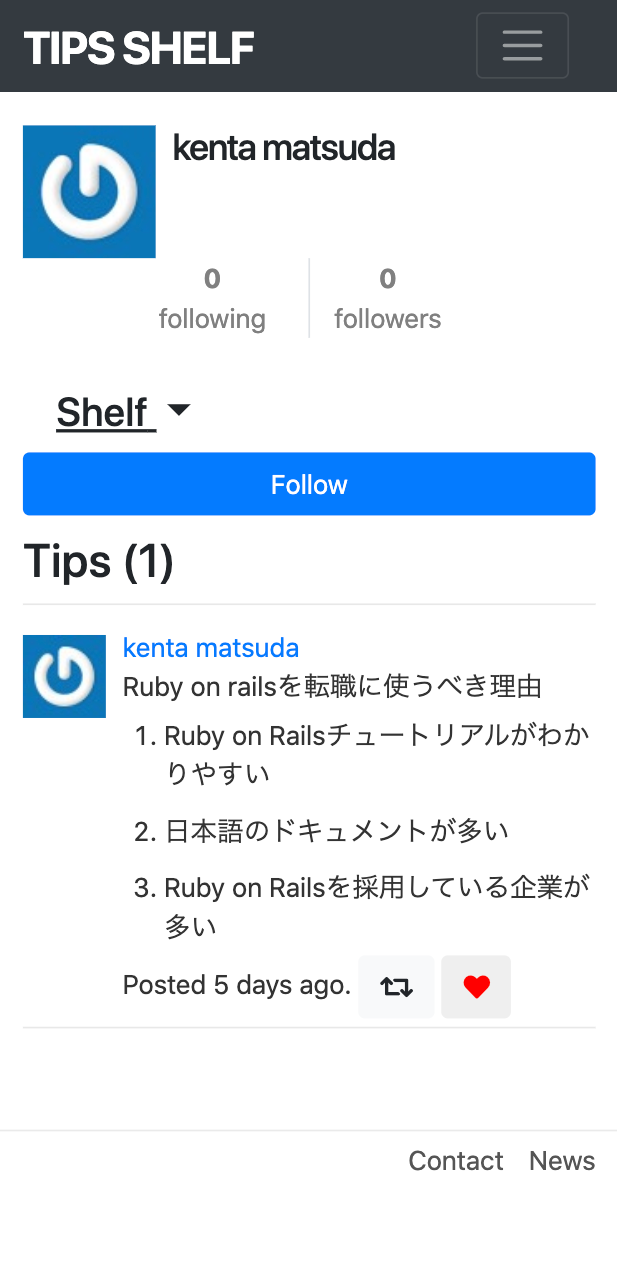 TIPS SHELF
kenta matsuda
0
following
0
followers
Shelf
Follow
Tips (1)
kenta matsuda
Ruby on railsを転職に使うべき理由
1. Ruby on Railsチュートリアルがわか
りやすい
2. 日本語のドキュメントが多い
3. Ruby on Railsを採用している企業が
多い
Posted 5 days ago.
Contact News